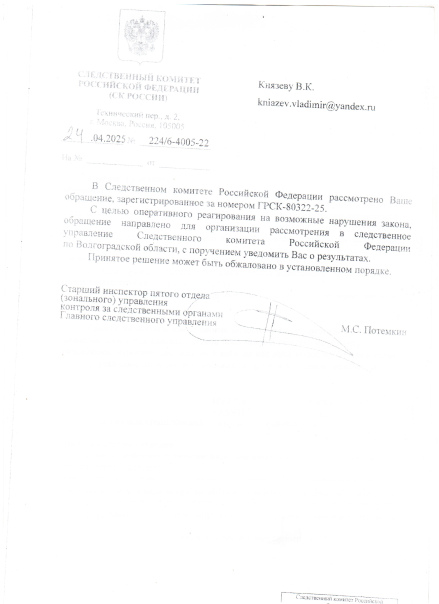 СЛЕДСТВЕННЫЙ КОМИТЕТ
РОССИЙСКОЙ ФЕДЕРАЦИИ
(СК РОССИИ)
Технический пер., д. 2,
г. Москва, Россия, 105005
24 .04.2025 № 224/6-4005-22
На № от
Князеву В.К.
kniazev.vladimir@yandex.ru
В Следственном комитете Российской Федерации рассмотрено Ваше
обращение, зарегистрированное за номером ГРСК-80322-25.
С целью оперативного реагирования на возможные нарушения закона,
обращение направлено для организации рассмотрения в следственное
управление Следственного комитета Российской Федерации
по Волгоградской области, с поручением уведомить Вас о результатах.
Принятое решение может быть обжаловано в установленном порядке.
Старший инспектор пятого отдела
(зонального) управления
контроля за следственными органами
Главного следственного управления
М.С. Потемкин
Следственный комитет Российской